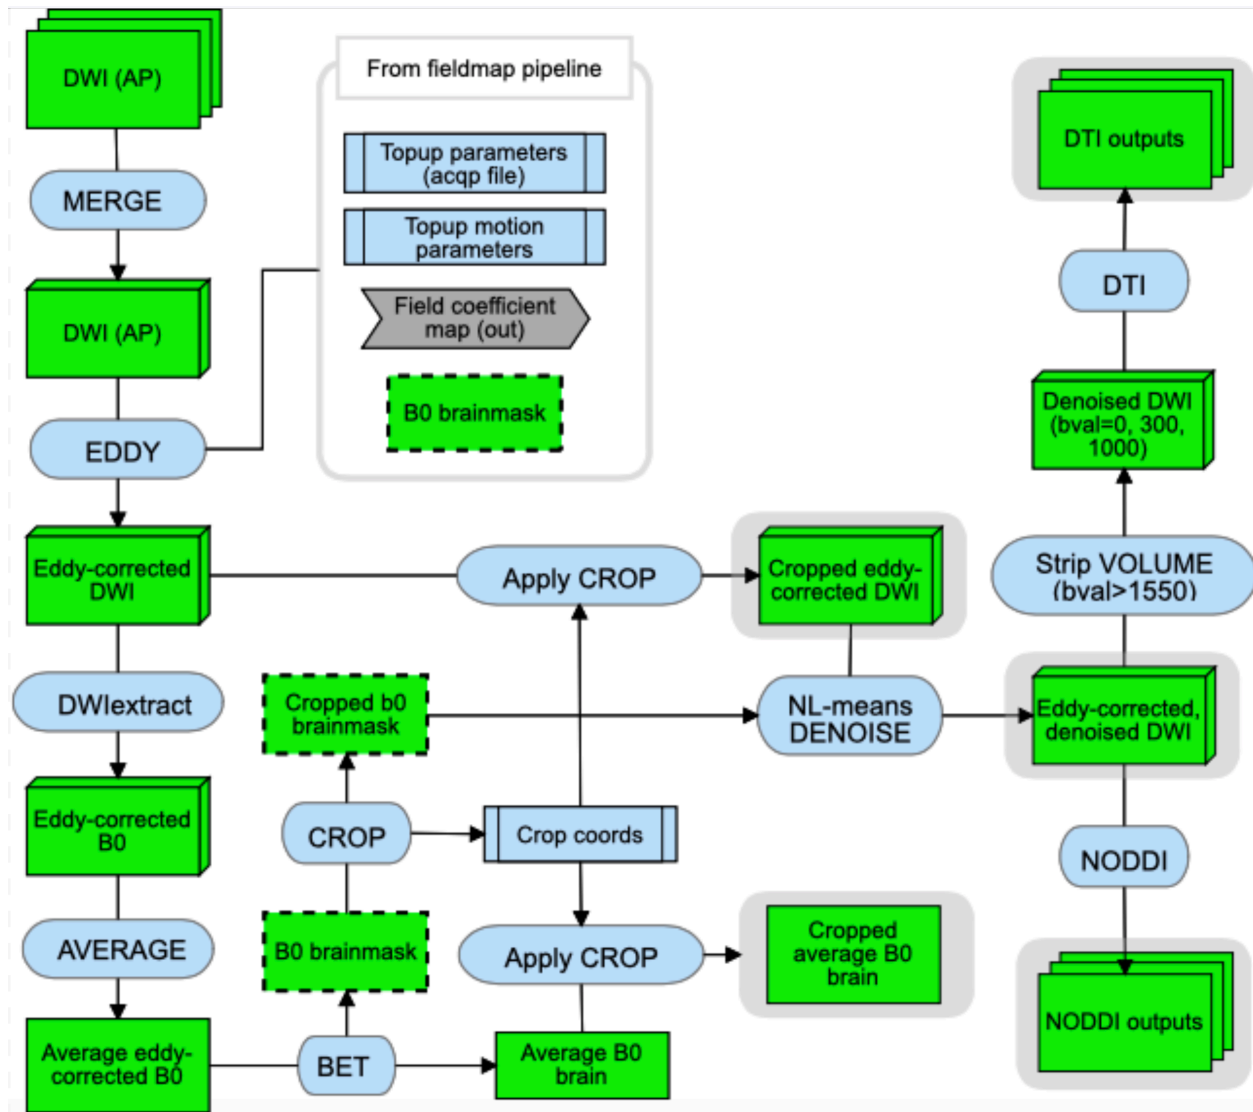 DWI (AP)
MERGE
DWI (AP)
EDDY
Eddy-corrected
DWI
DWIextract
Eddy-corrected
B0
AVERAGE
Average eddy-
corrected B0
From fieldmap pipeline
Topup parameters
(acqp file)
Topup motion
parameters
Field coefficient
map (out)
B0 brainmask
Apply CROP
Cropped eddy-
corrected DWI
Cropped b0
brainmask
NL-means
DENOISE
CROP
Crop coords
B0 brainmask
Apply CROP
Cropped
average B0
brain
BET
Average B0
brain
DTI outputs
DTI
Denoised DWI
(bval=0, 300,
1000)
Strip VOLUME
(bval>1550)
Eddy-corrected,
denoised DWI
NODDI
NODDI outputs